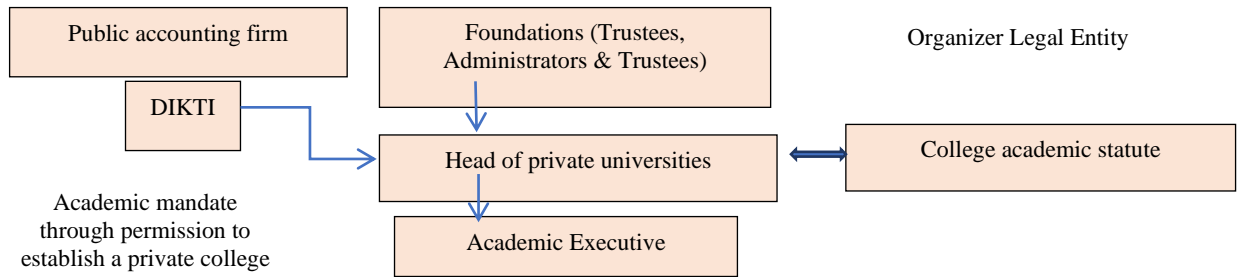 Public accounting firm
Foundations (Trustees,
Administrators & Trustees)
Organizer Legal Entity
DIKTI
Head of private universities
College academic statute
Academic mandate
through permission to
establish a private college
Academic Executive